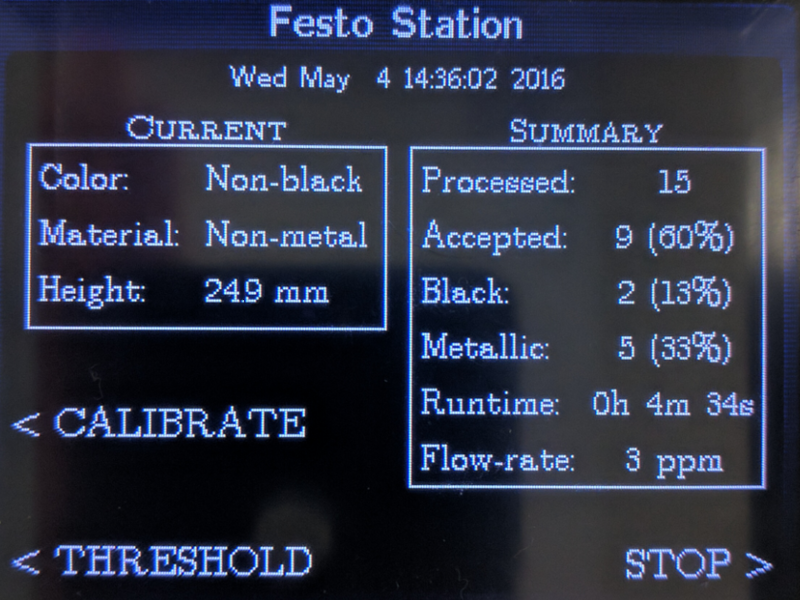 Festo Station
Wed May 4 14:36:02 2016
CURRENT
Color: Non-black
Material: Non-metal
Height: 24.9 mm
SUMMARY
Processed: 15
Accepted: 9 (60%)
Black: 2 (13%)
Metallic: 5 (33%)
Runtime: 0h 4m 34s
Flow-rate: 3 ppm
< CALIBRATE
< THRESHOLD
STOP >